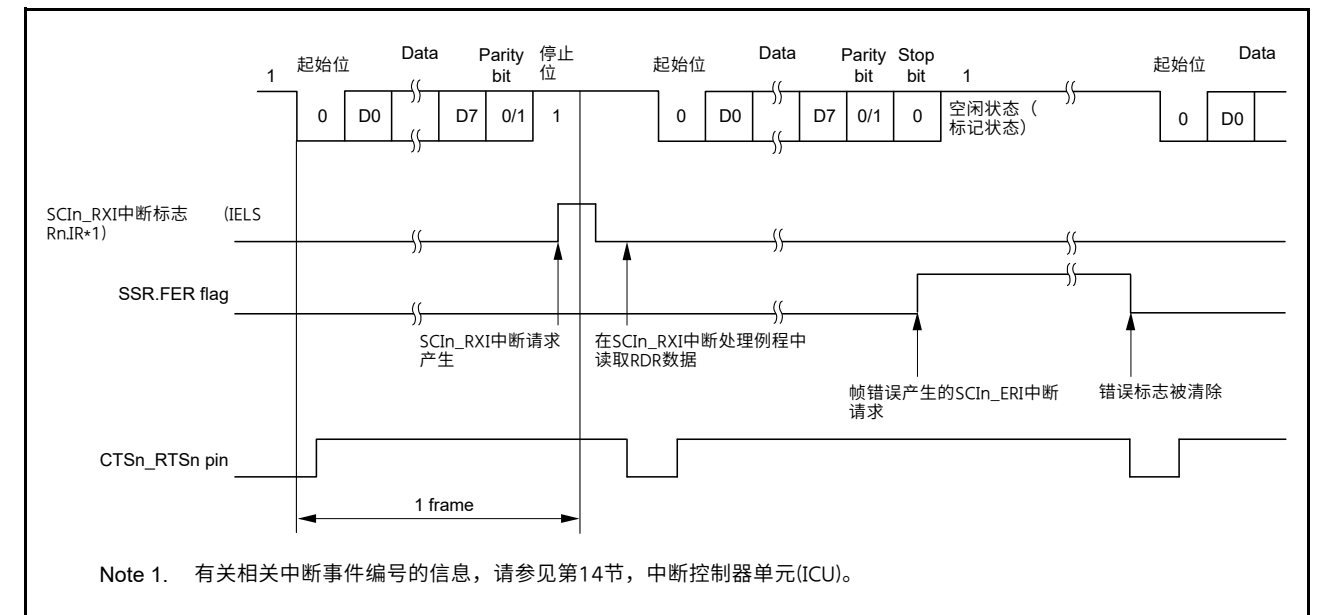 1
起始位
Data
Parity
bit
停止
位
起始位
Data
Parity
bit
Stop
bit
1
起始位
Data
0
D0
D7
0/1
1
0
D0
D7
0/1
0
空闲状态（
标记状态）
0
D0
SCIn_RXI中断标志 (IELS
Rn.IR*1)
SSR.FER flag
SCIn_RXI中断请求
产生
在SCIn_RXI中断处理例程中
读取RDR数据
帧错误产生的SCIn_ERI中断
请求
错误标志被清除
CTSn_RTSn pin
1 frame
Note 1. 有关相关中断事件编号的信息，请参见第14节，中断控制器单元(ICU)。